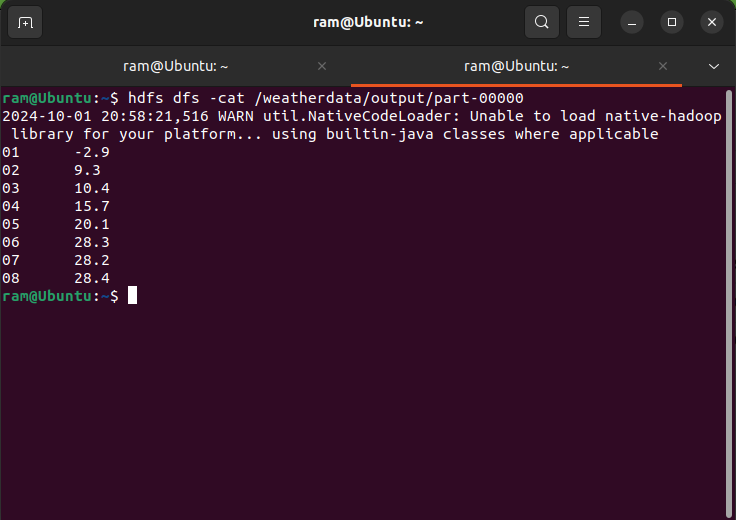 ram@Ubuntu: ~
ram@Ubuntu: ~
ram@Ubuntu: ~
ram@Ubuntu:~$ hdfs dfs -cat /weatherdata/output/part-00000
2024-10-01 20:58:21,516 WARN util.NativeCodeLoader: Unable to load native-hadoop
library for your platform... using builtin-java classes where applicable
01 -2.9
02 9.3
03 10.4
04 15.7
05 20.1
06 28.3
07 28.2
08 28.4
ram@Ubuntu:~$